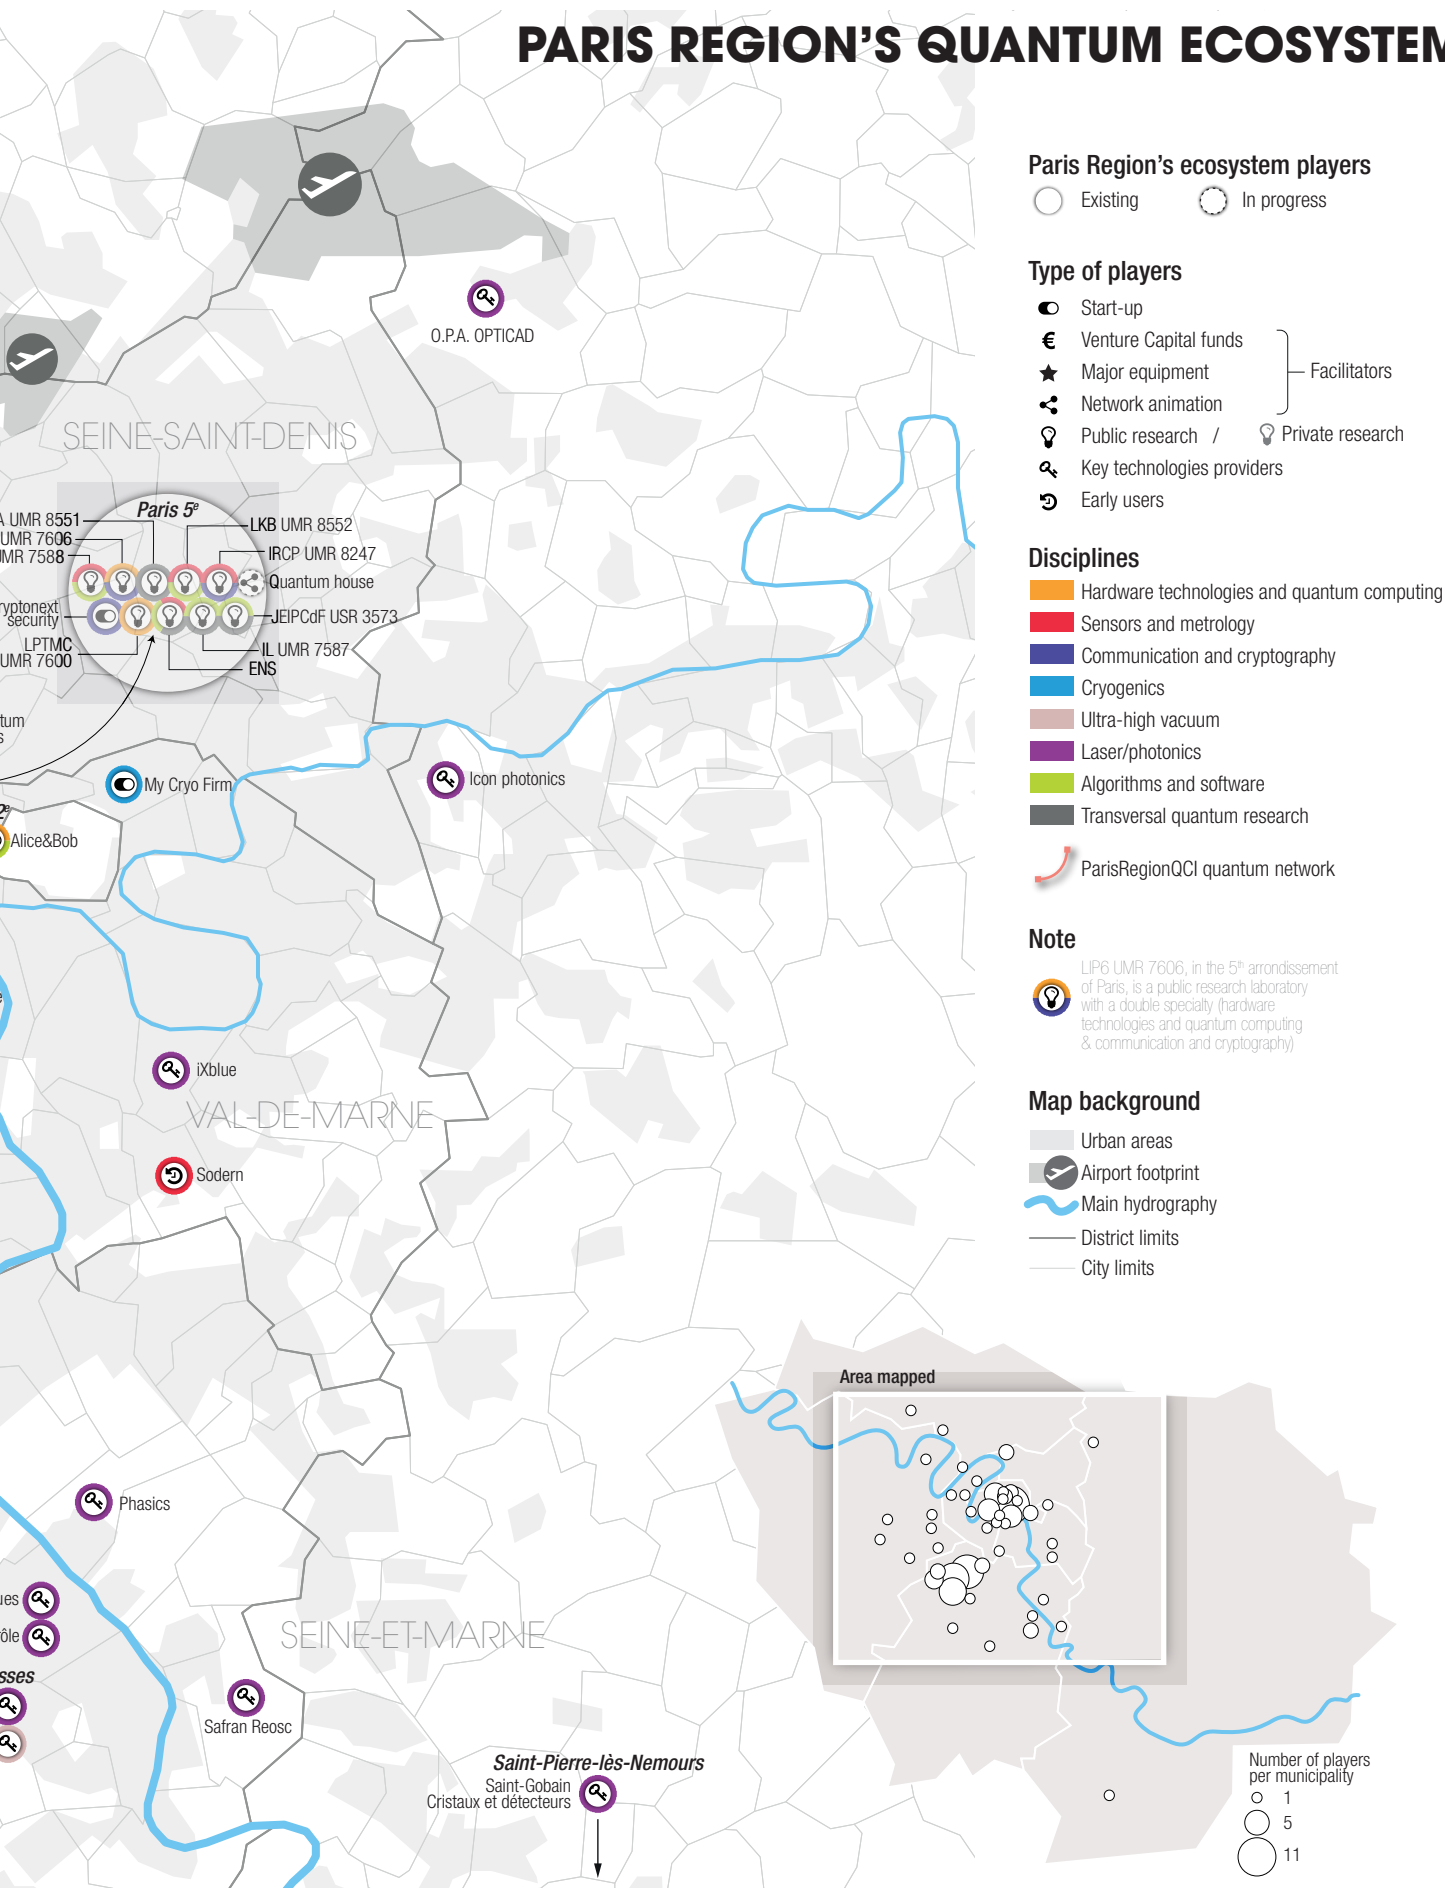 PARIS REGION'S QUANTUM ECOSYSTEM
Paris Region's ecosystem players
Existing
In progress
Type of players
Start-up
€ Venture Capital funds
Major equipment
Facilitators
Network animation
Public research /
Private research
Key technologies providers
Early users
Disciplines
Hardware technologies and quantum computing
Sensors and metrology
Communication and cryptography
Cryogenics
Ultra-high vacuum
Laser/photonics
Algorithms and software
Transversal quantum research
ParisRegionQCI quantum network
Note
LIP6 UMR 7606, in the 5th arrondissement
of Paris, is a public research laboratory
with a double specialty (hardware
technologies and quantum computing
& communication and cryptography)
Map background
Urban areas
Airport footprint
Main hydrography
District limits
City limits
O.P.A. OPTICAD
SEINE-SAINT-DENIS
Paris 5e
A UMR 8551
UMR 7606
UMR 7588
LKB UMR 8552
IRCP UMR 8247
Quantum house
ryptonext
security
JEIPCdF USR 3573
LPTMC
UMR 7600
IL UMR 7587
ENS
tum
s
My Cryo Firm
Icon photonics
2e
Alice&Bob
e
iXblue
VAL-DE-MARNE
Sodern
Area mapped
Phasics
ues
ôle
SEINE-ET-MARNE
sses
Safran Reosc
Saint-Pierre-lès-Nemours
Saint-Gobain
Cristaux et détecteurs
Number of players
per municipality
1
5
11